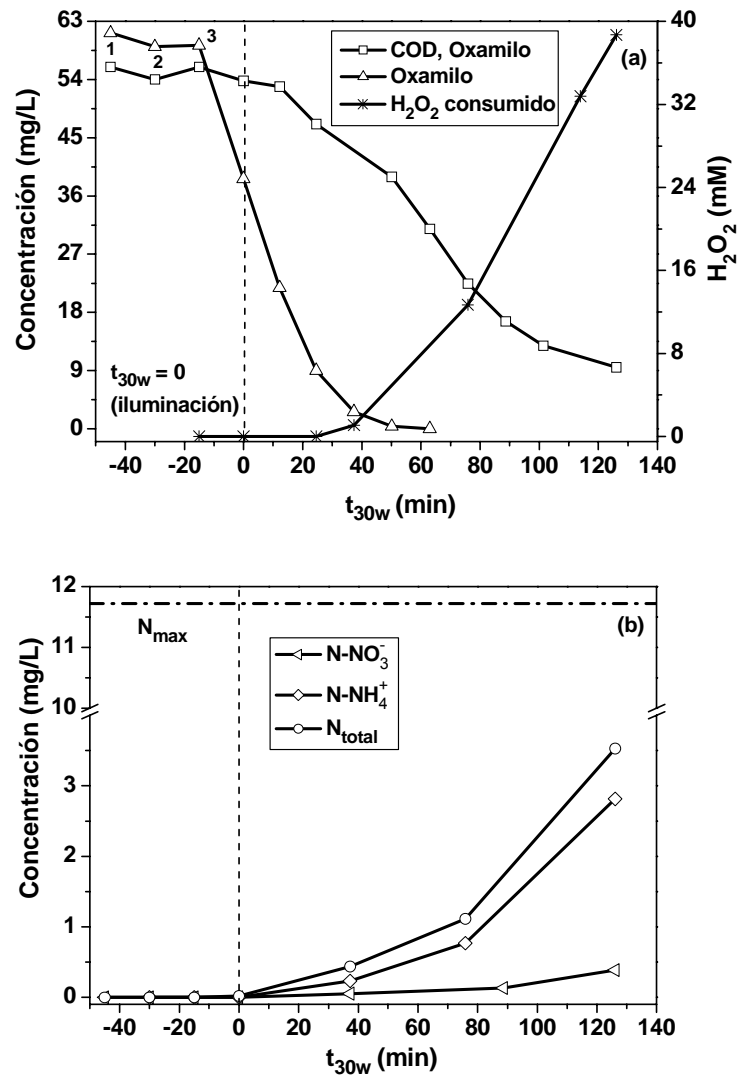 63
54
45
36
27
18
9
0
Concentración (mg/L)
1
2
3
COD, Oxamilo
Oxamilo
H₂O₂ consumido
(a)
t₃₀w = 0
(iluminación)
40
32
24
16
8
0
H₂O₂ (mM)
-40 -20 0 20 40 60 80 100 120 140
t₃₀w (min)
12
11
10
3
2
1
0
Concentración (mg/L)
N_max
(b)
N-NO₃⁻
N-NH₄⁺
N_total
-40 -20 0 20 40 60 80 100 120 140
t₃₀w (min)